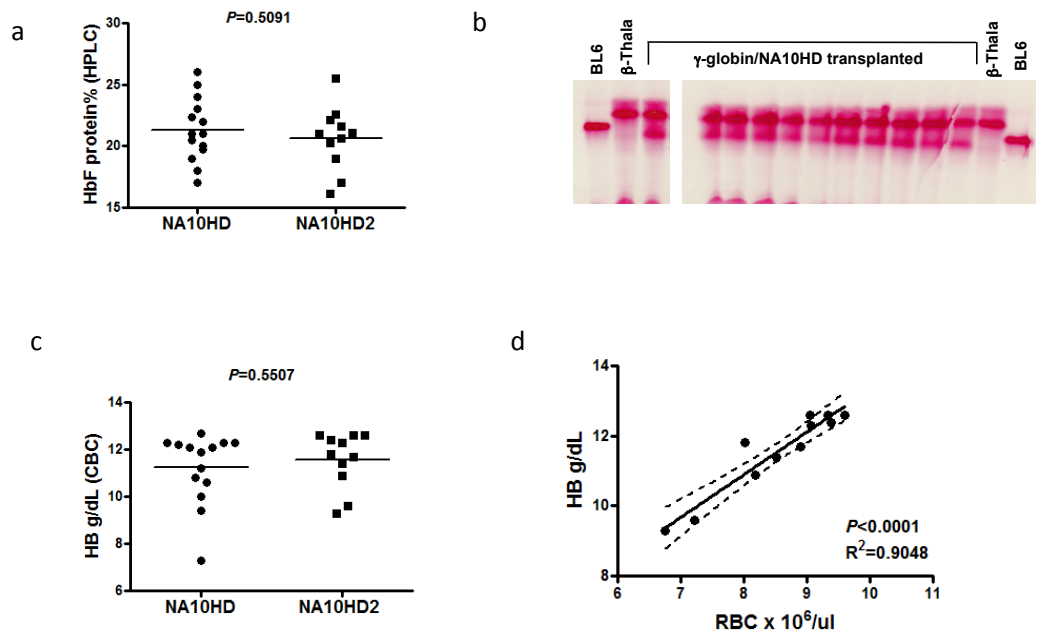 a
P=0.5091
HbF protein% (HPLC)
30
25
20
15
NA10HD
NA10HD2
b
BL6
β-Thala
γ-globin/NA10HD transplanted
β-Thala
BL6
c
P=0.5507
HB g/dL (CBC)
14
12
10
8
6
NA10HD
NA10HD2
d
HB g/dL
14
12
10
8
P<0.0001
R²=0.9048
6
7
8
9
10
11
RBC x 10⁶/ul